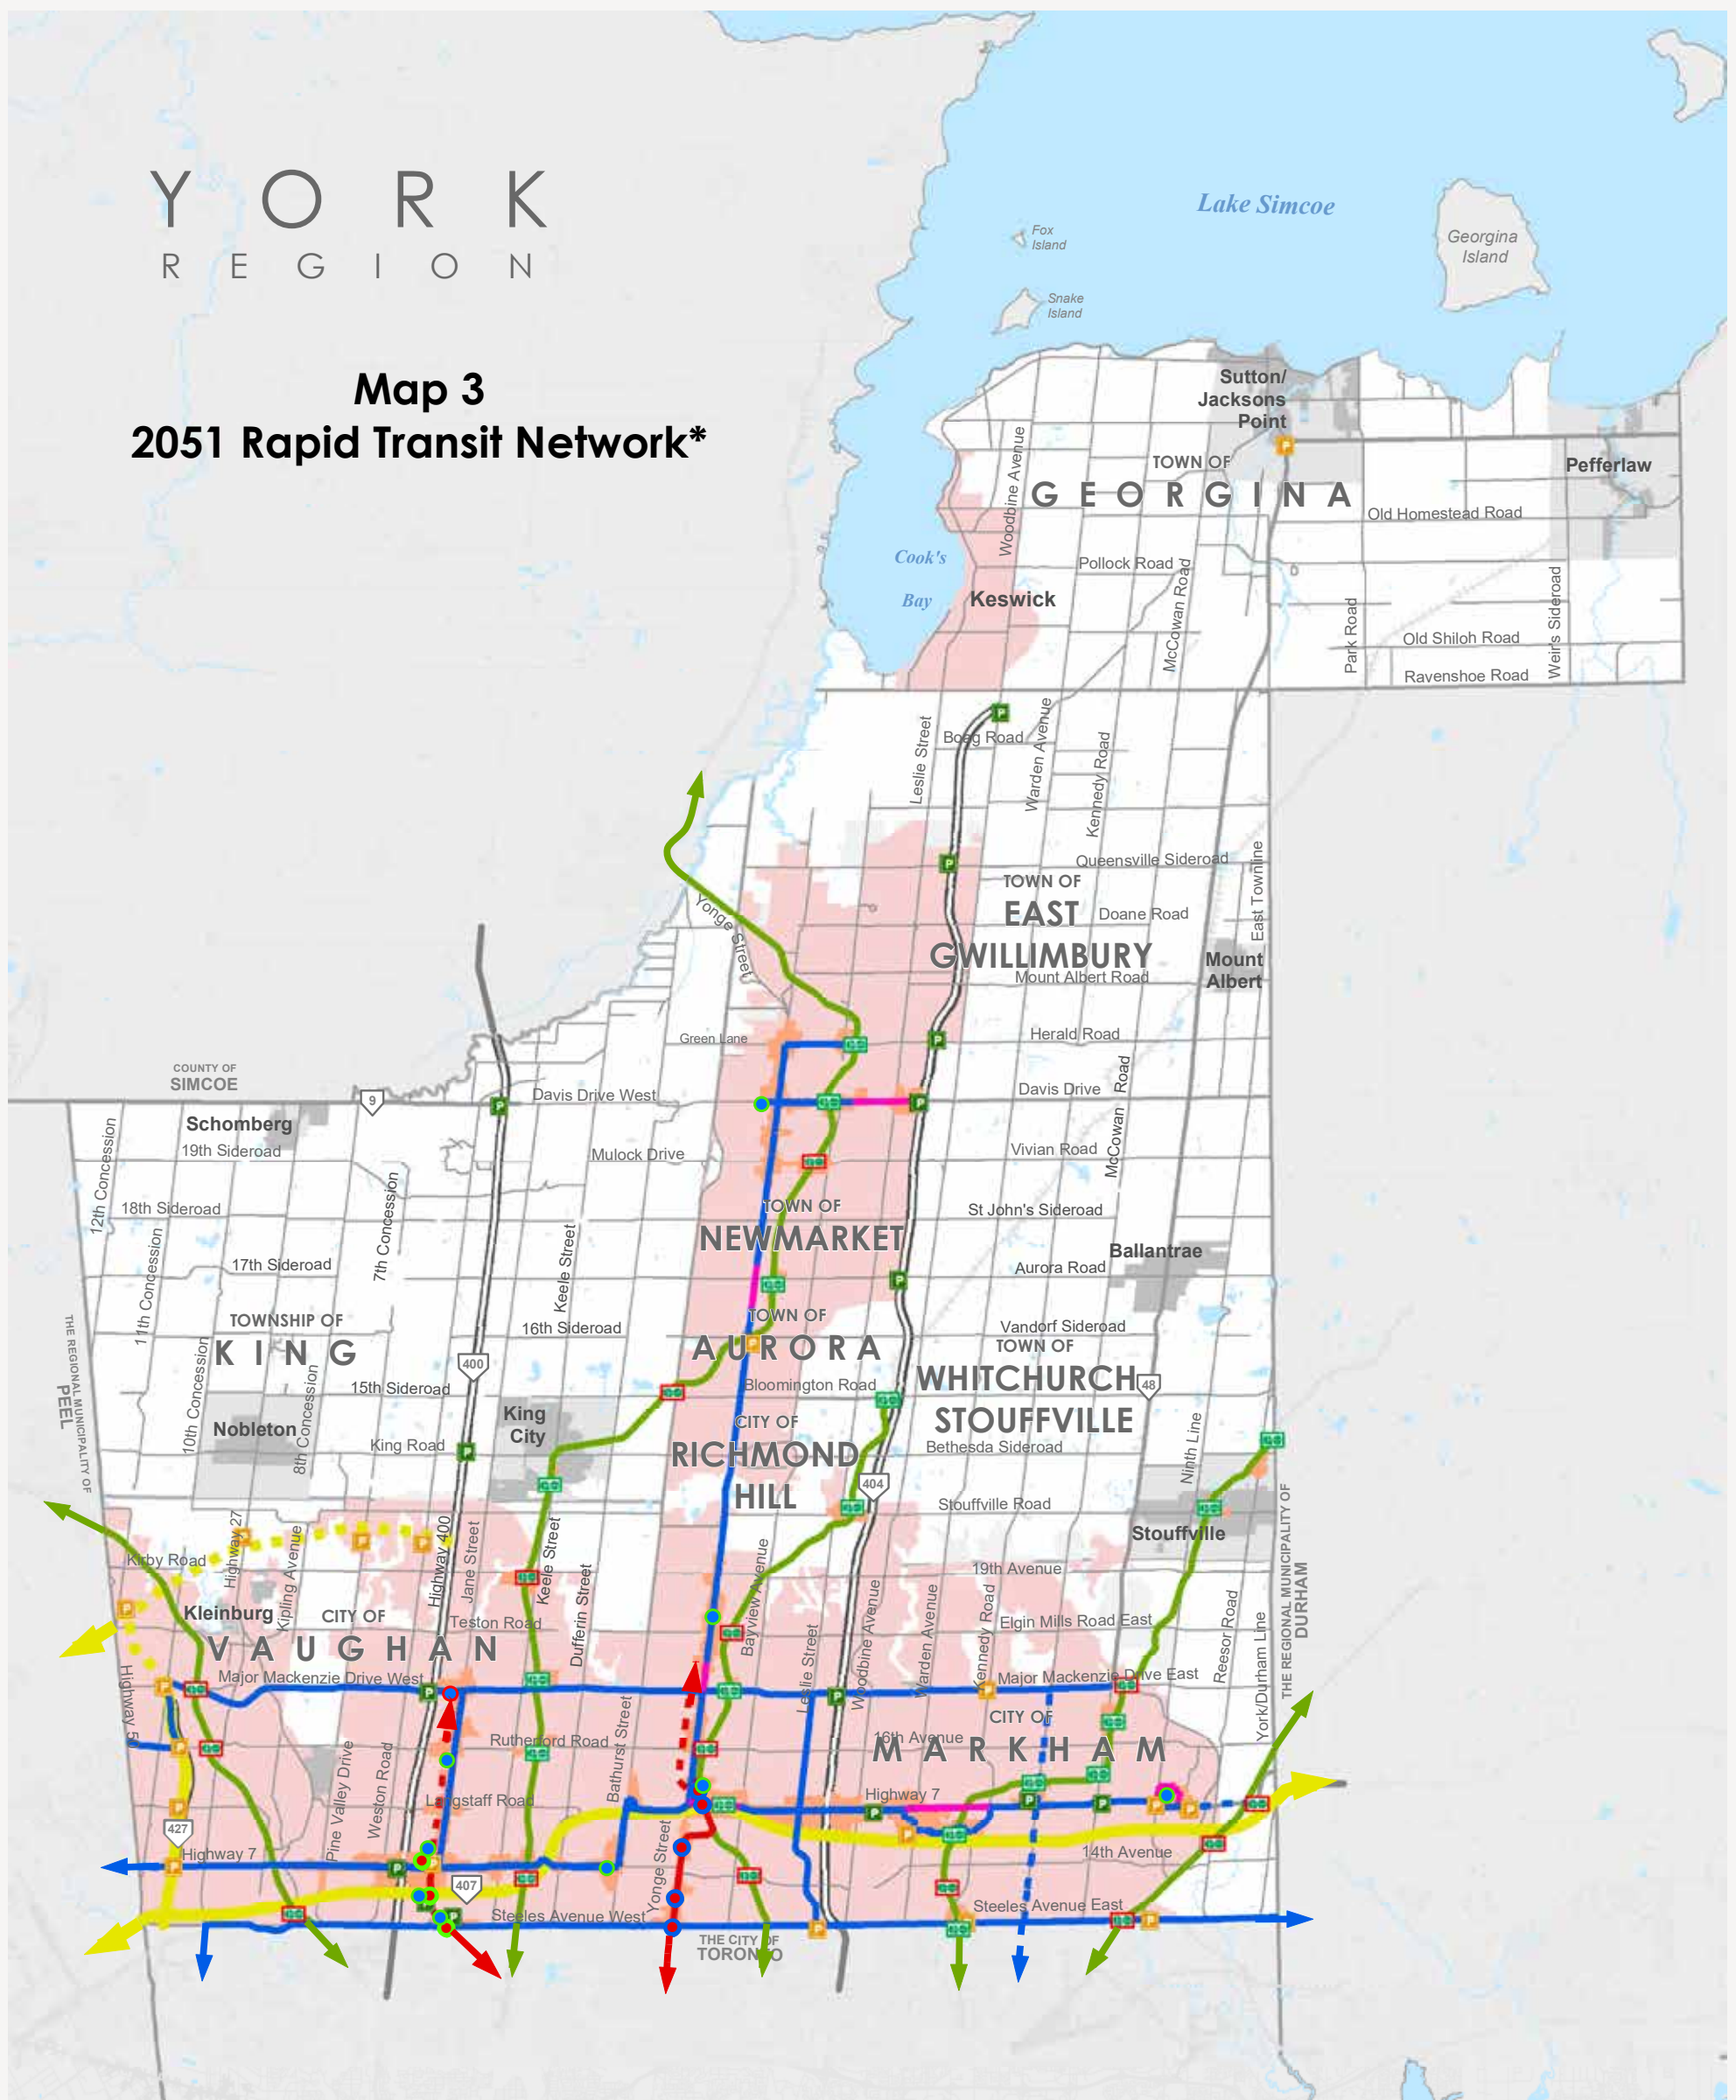 YORK
REGION
Map 3
2051 Rapid Transit Network*
Lake Simcoe
Fox
Island
Georgina
Island
Snake
Island
Sutton/
Jacksons
Point
TOWN OF
GEORGINA
Pefferlaw
Woodbine Avenue
Old Homestead Road
Cook's
Bay
Pollock Road
McCowan Road
Keswick
Park Road
Weirs Sideroad
Old Shiloh Road
Ravenshoe Road
Leslie Street
Boag Road
Warden Avenue
Kennedy Road
Queensville Sideroad
East Townline
TOWN OF
EAST
GWILLIMBURY
Doane Road
Yonge Street
Mount
Albert
Mount Albert Road
Green Lane
Herald Road
COUNTY OF
SIMCOE
9
Davis Drive West
Davis Drive
McCowan Road
Schomberg
19th Sideroad
12th Concession
Mulock Drive
Vivian Road
18th Sideroad
7th Concession
TOWN OF
NEWMARKET
St John's Sideroad
11th Concession
17th Sideroad
Keele Street
Ballantrae
Aurora Road
THE REGIONAL MUNICIPALITY OF
PEEL
TOWNSHIP OF
KING
16th Sideroad
TOWN OF
AURORA
Vandorf Sideroad
TOWN OF
WHITCHURCH
STOUFFVILLE
48
400
10th Concession
8th Concession
15th Sideroad
Bloomington Road
Nobleton
King
City
King Road
CITY OF
RICHMOND
HILL
Bethesda Sideroad
Ninth Line
404
Stouffville Road
Stouffville
THE REGIONAL MUNICIPALITY OF
DURHAM
Kirby Road
Highway 27
Kipling Avenue
Highway 400
Jane Street
Keele Street
Dufferin Street
Bayview Avenue
19th Avenue
Kleinburg
CITY OF
VAUGHAN
Teston Road
Leslie Street
Woodbine Avenue
Warden Avenue
Kennedy Road
Elgin Mills Road East
Reesor Road
York/Durham Line
Major Mackenzie Drive West
Major Mackenzie Drive East
Highway 50
CITY OF
MARKHAM
16th Avenue
Rutherford Road
Bathurst Street
Pine Valley Drive
Weston Road
Langstaff Road
Highway 7
427
Highway 7
407
Yonge Street
14th Avenue
Steeles Avenue West
Steeles Avenue East
THE CITY OF
TORONTO